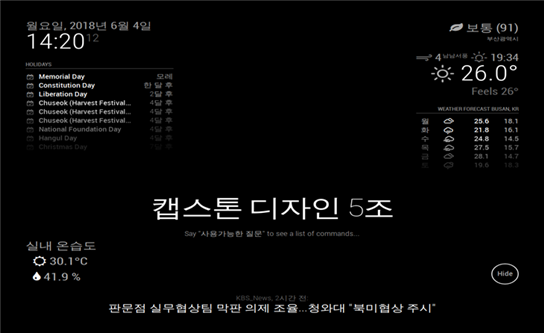 월요일, 2018년 6월 4일
14:20 12
HOLIDAYS
Memorial Day 모레
Constitution Day 한 달 후
Liberation Day 2달 후
Chuseok (Harvest Festival... 4달 후
Chuseok (Harvest Festival... 4달 후
Chuseok (Harvest Festival... 4달 후
National Foundation Day 4달 후
Hangul Day 4달 후
Christmas Day
보통 (91)
부산광역시
4 남남서풍 19:34
26.0°
Feels 26°
WEATHER FORECAST BUSAN, KR
월 25.6 18.1
화 21.8 16.1
수 24.8 14.5
목 27.5 15.7
금 28.1 14.7
토 19.6 18.3
캡스톤 디자인 5조
Say "사용가능한 질문" to see a list of commands...
실내 온습도
30.1°C
41.9 %
Hide
KBS, News, 2시간 전:
판문점 실무협상팀 막판 의제 조율...청와대 "북미협상 주시"